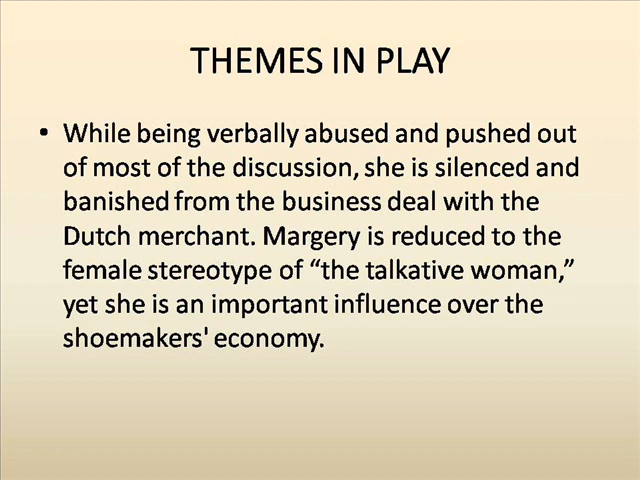 THEMES IN PLAY
• While being verbally abused and pushed out
of most of the discussion, she is silenced and
banished from the business deal with the
Dutch merchant. Margery is reduced to the
female stereotype of “the talkative woman,”
yet she is an important influence over the
shoemakers' economy.